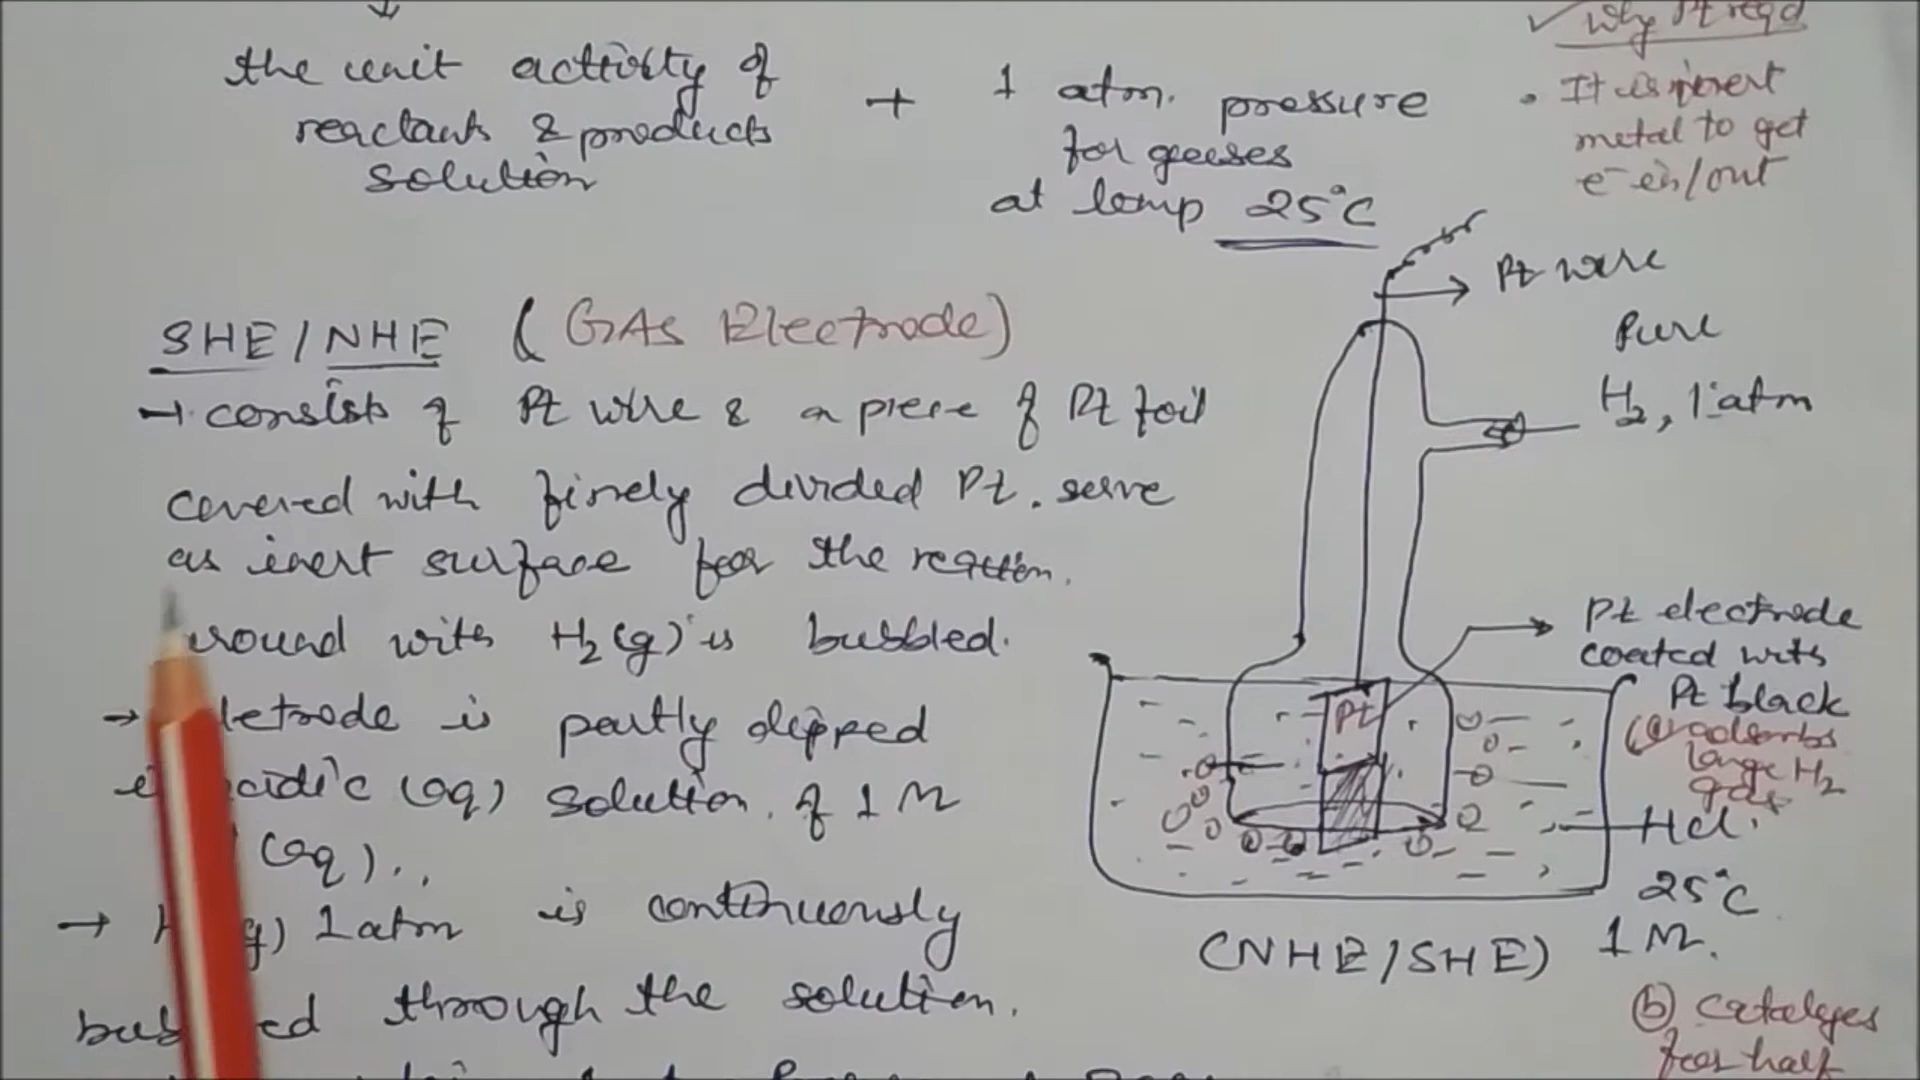 the unit activity of
reactants & products
solution
+
1 atm. pressure
for gases
at temp 25°C
✓ Why Pt reqd
• It is inert
metal to get
e⁻ in/out
SHE/NHE (GAs Electrode)
→ consists of Pt wire & a piece of Pt foil
covered with finely divided Pt. serve
as inert surface for the reaction.
around with H₂(g) is bubbled.
→ is partly dipped
(aq) solution. of 1 M
(aq)..
→ 1 atm is continuously
through the solution.
Pt wire
Pure
H₂, 1 atm
Pt electrode
coated with
Pt black
(a) adsorbs
large H₂
gas
Pt
HCl.
25°C
1 M.
(NHE/SHE)
(b) catalyses
for half